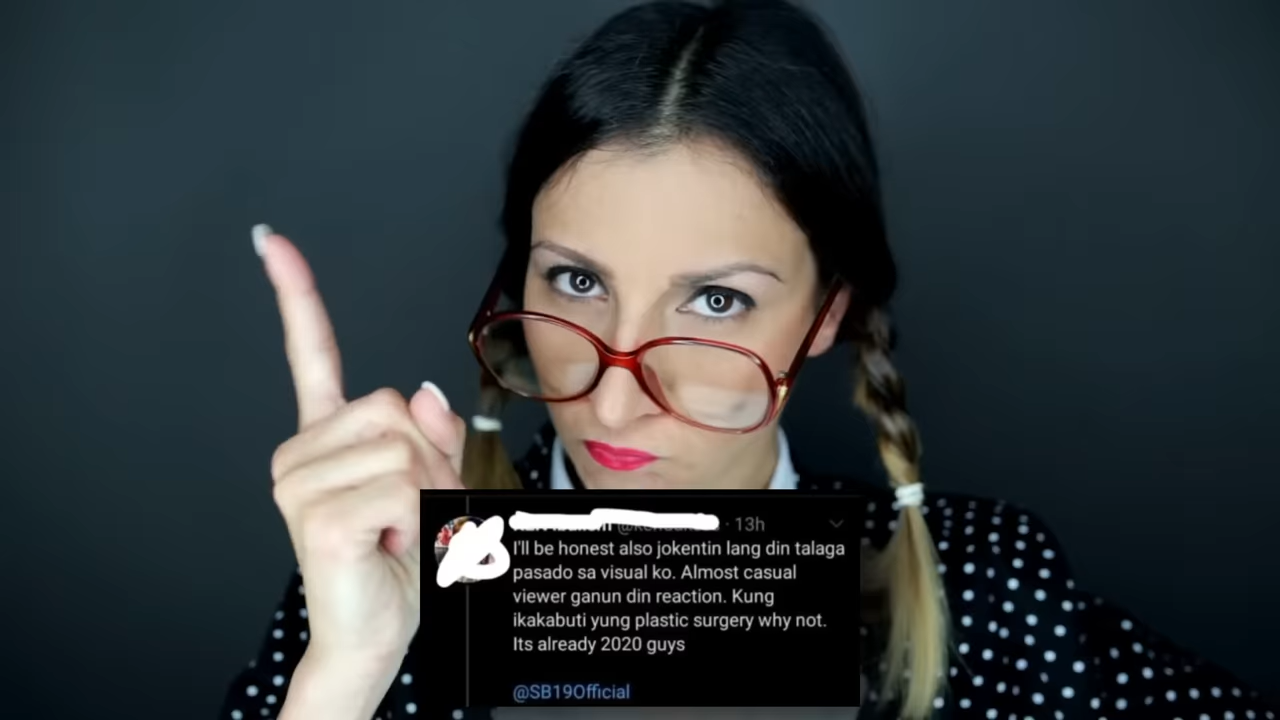 · 13h
I'll be honest also jokentin lang din talaga
pasado sa visual ko. Almost casual
viewer ganun din reaction. Kung
ikakabuti yung plastic surgery why not.
Its already 2020 guys
@SB19Official